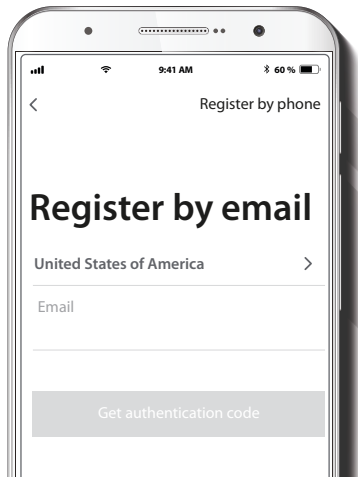 9:41 AM 60 %
Register by phone
Register by email
United States of America
Email
Get authentication code